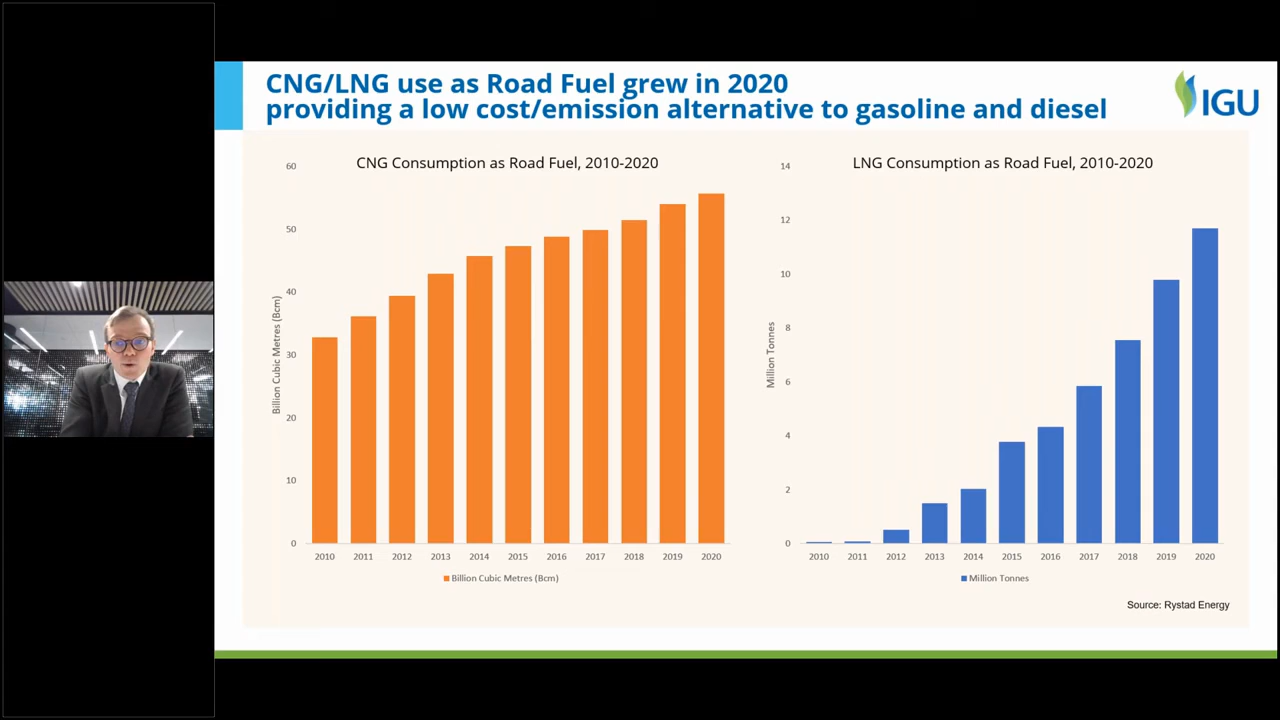 CNG/LNG use as Road Fuel grew in 2020
providing a low cost/emission alternative to gasoline and diesel
IGU
CNG Consumption as Road Fuel, 2010-2020
60
50
40
30
20
10
0
Billion Cubic Metres (Bcm)
2010 2011 2012 2013 2014 2015 2016 2017 2018 2019 2020
Billion Cubic Metres (Bcm)
LNG Consumption as Road Fuel, 2010-2020
14
12
10
8
6
4
2
0
Million Tonnes
2010 2011 2012 2013 2014 2015 2016 2017 2018 2019 2020
Million Tonnes
Source: Rystad Energy